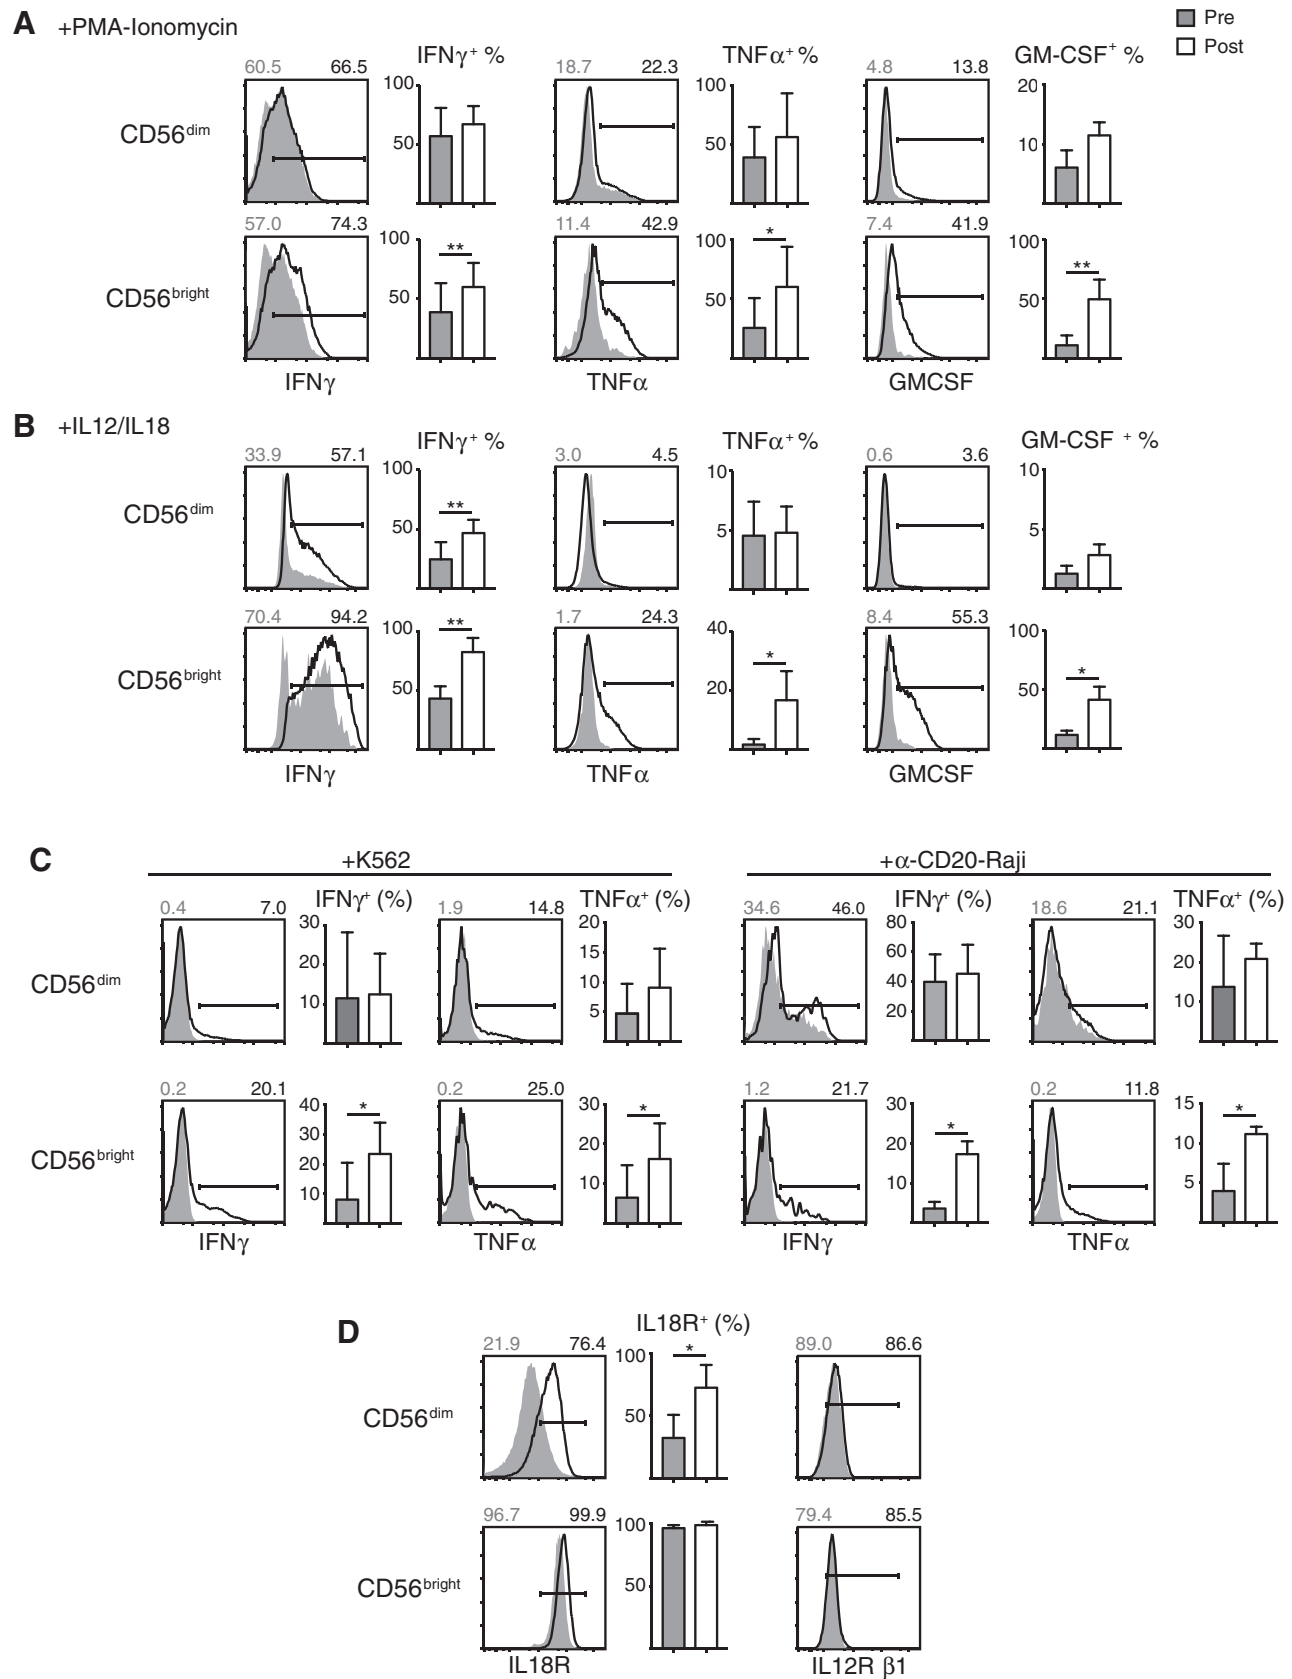 A +PMA-Ionomycin
Pre
Post
IFNγ+ % TNFα+ % GM-CSF+ %
60.5 66.5 100 50 18.7 22.3 100 50 4.8 13.8 20 10
CD56dim
57.0 74.3 100 50 ** 11.4 42.9 100 50 * 7.4 41.9 100 50 **
CD56bright
IFNγ TNFα GMCSF
B +IL12/IL18
IFNγ+ % TNFα+ % GM-CSF + %
33.9 57.1 100 50 ** 3.0 4.5 10 5 0.6 3.6 10 5
CD56dim
70.4 94.2 100 50 ** 1.7 24.3 40 20 * 8.4 55.3 100 50 *
CD56bright
IFNγ TNFα GMCSF
C +K562 +α-CD20-Raji
IFNγ+ (%) TNFα+ (%) IFNγ+ (%) TNFα+ (%)
0.4 7.0 30 20 10 1.9 14.8 20 15 10 5 34.6 46.0 80 60 40 20 18.6 21.1 30 20 10
CD56dim
0.2 20.1 40 30 20 10 * 0.2 25.0 30 20 10 * 1.2 21.7 30 20 10 * 0.2 11.8 15 10 5 *
CD56bright
IFNγ TNFα IFNγ TNFα
D IL18R+ (%)
21.9 76.4 100 50 * 89.0 86.6
CD56dim
96.7 99.9 100 50 79.4 85.5
CD56bright
IL18R IL12R β1